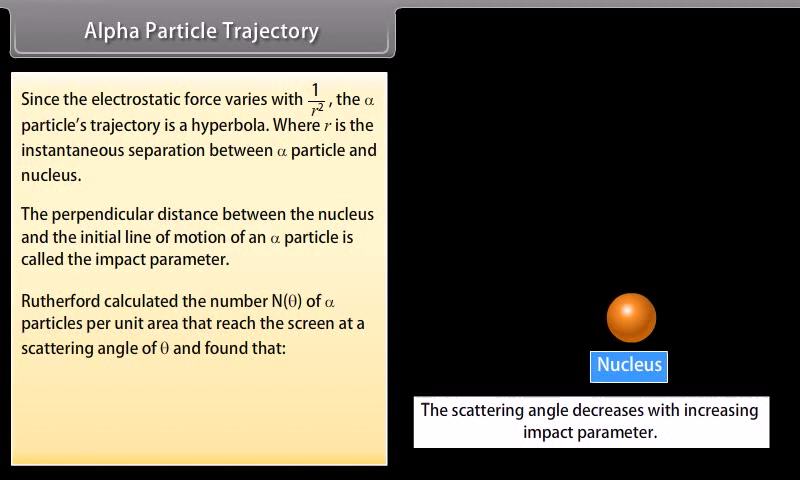 Alpha Particle Trajectory
Since the electrostatic force varies with 1/r², the α
particle's trajectory is a hyperbola. Where r is the
instantaneous separation between α particle and
nucleus.
The perpendicular distance between the nucleus
and the initial line of motion of an α particle is
called the impact parameter.
Rutherford calculated the number N(θ) of α
particles per unit area that reach the screen at a
scattering angle of θ and found that:
Nucleus
The scattering angle decreases with increasing
impact parameter.